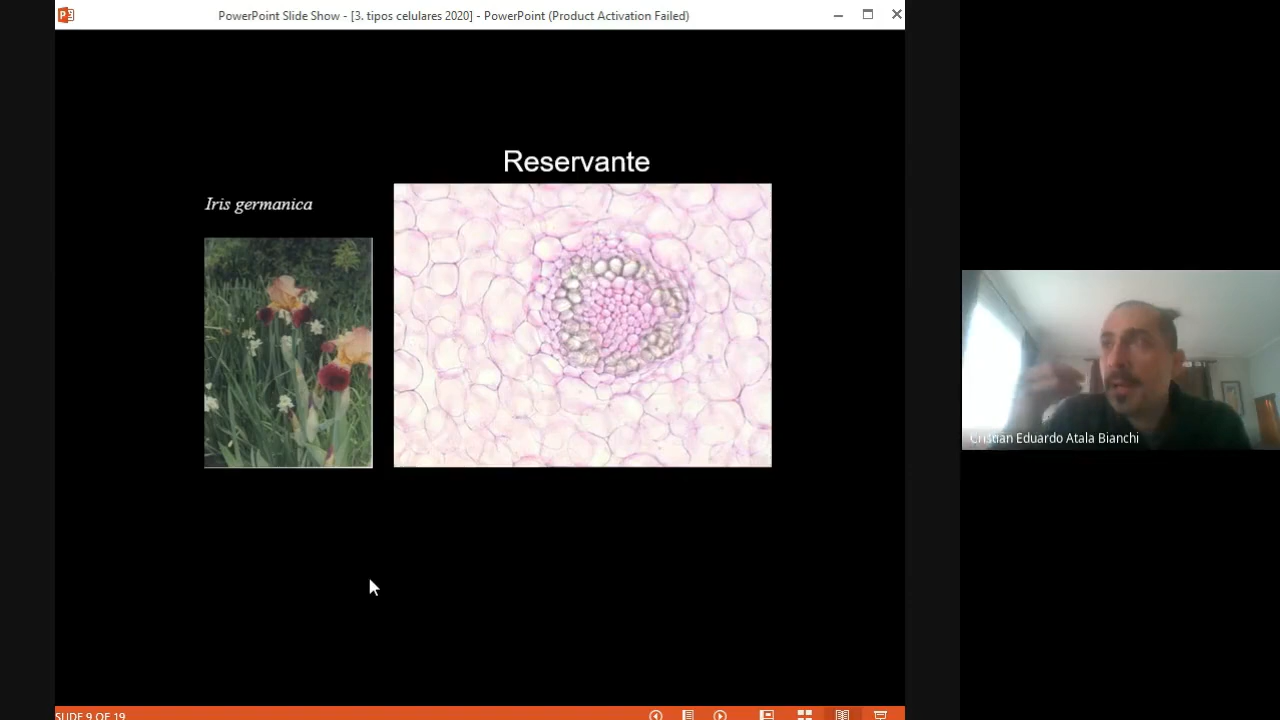 PowerPoint Slide Show - [3. tipos celulares 2020] - PowerPoint (Product Activation Failed)
Reservante
Iris germanica
Cristian Eduardo Atala Bianchi
SLIDE 9 OF 19